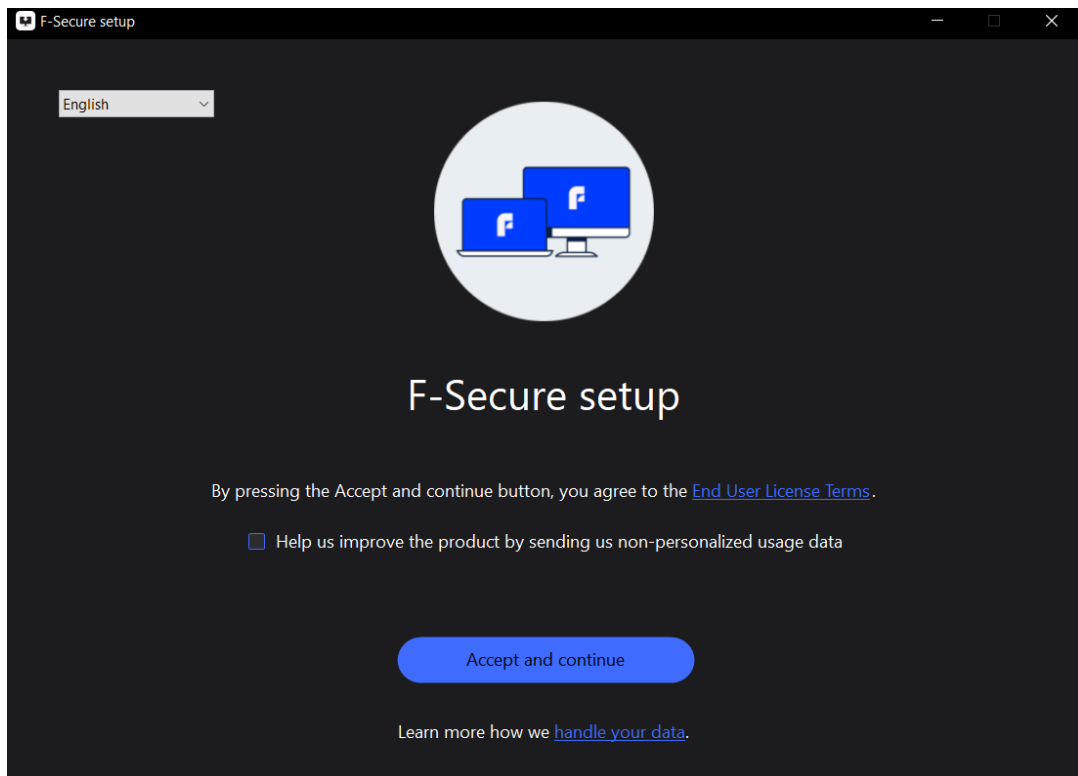 F-Secure setup
English
F-Secure setup
By pressing the Accept and continue button, you agree to the End User License Terms.
Help us improve the product by sending us non-personalized usage data
Accept and continue
Learn more how we handle your data.